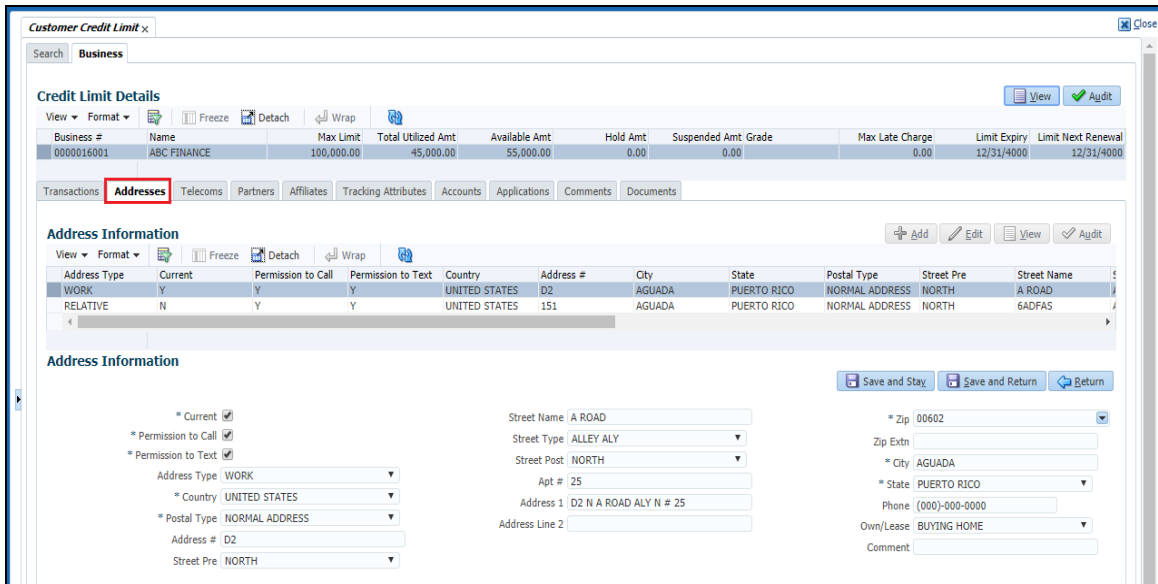 Customer Credit Limit x
Close
Search Business
Credit Limit Details
View Audit
View Format Freeze Detach Wrap
Business # Name Max Limit Total Utilized Amt Available Amt Hold Amt Suspended Amt Grade Max Late Charge Limit Expiry Limit Next Renewal
0000016001 ABC FINANCE 100,000.00 45,000.00 55,000.00 0.00 0.00 0.00 12/31/4000 12/31/4000
Transactions Addresses Telecoms Partners Affiliates Tracking Attributes Accounts Applications Comments Documents
Address Information
Add Edit View Audit
View Format Freeze Detach Wrap
Address Type Current Permission to Call Permission to Text Country Address # City State Postal Type Street Pre Street Name
WORK Y Y Y UNITED STATES D2 AGUADA PUERTO RICO NORMAL ADDRESS NORTH A ROAD
RELATIVE N Y Y UNITED STATES 151 AGUADA PUERTO RICO NORMAL ADDRESS NORTH 6ADFAS
Address Information
Save and Stay Save and Return Return
* Current
* Permission to Call
* Permission to Text
Address Type WORK
* Country UNITED STATES
* Postal Type NORMAL ADDRESS
Address # D2
Street Pre NORTH
Street Name A ROAD
Street Type ALLEY ALY
Street Post NORTH
Apt # 25
Address 1 D2 N A ROAD ALY N # 25
Address Line 2
* Zip 00602
Zip Extn
* City AGUADA
* State PUERTO RICO
Phone (000)-000-0000
Own/Lease BUYING HOME
Comment